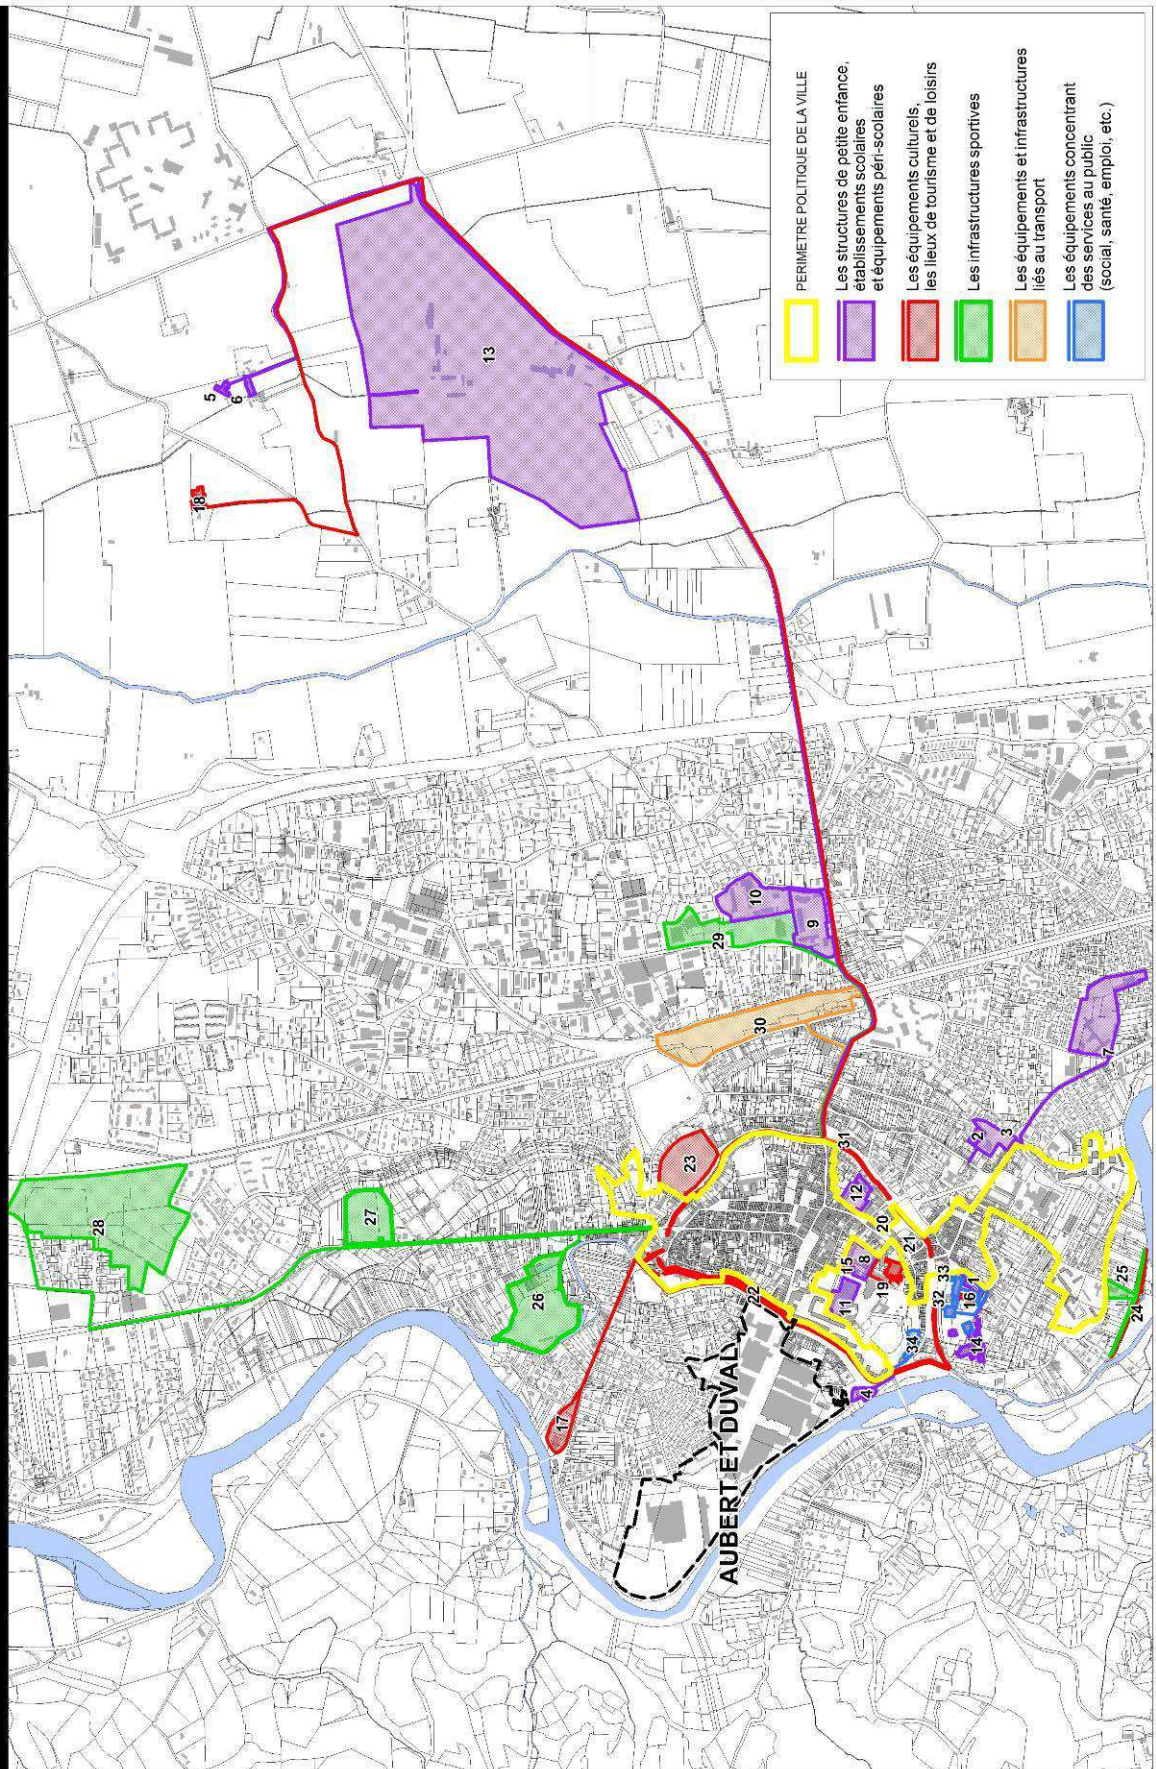 PERIMETRE POLITIQUE DE LA VILLE
Les structures de petite enfance,
établissements scolaires
et équipements péri-scolaires
Les équipements culturels,
les lieux de tourisme et de loisirs
Les infrastructures sportives
Les équipements et infrastructures
liés au transport
Les équipements concentrant
des services au public
(social, santé, emploi, etc.)
AUBERT ET DUVAL
5
6
18
13
10
9
29
30
7
2
3
31
12
23
20
21
28
27
26
15
8
11
19
22
33
32
16
1
14
34
4
25
24
17